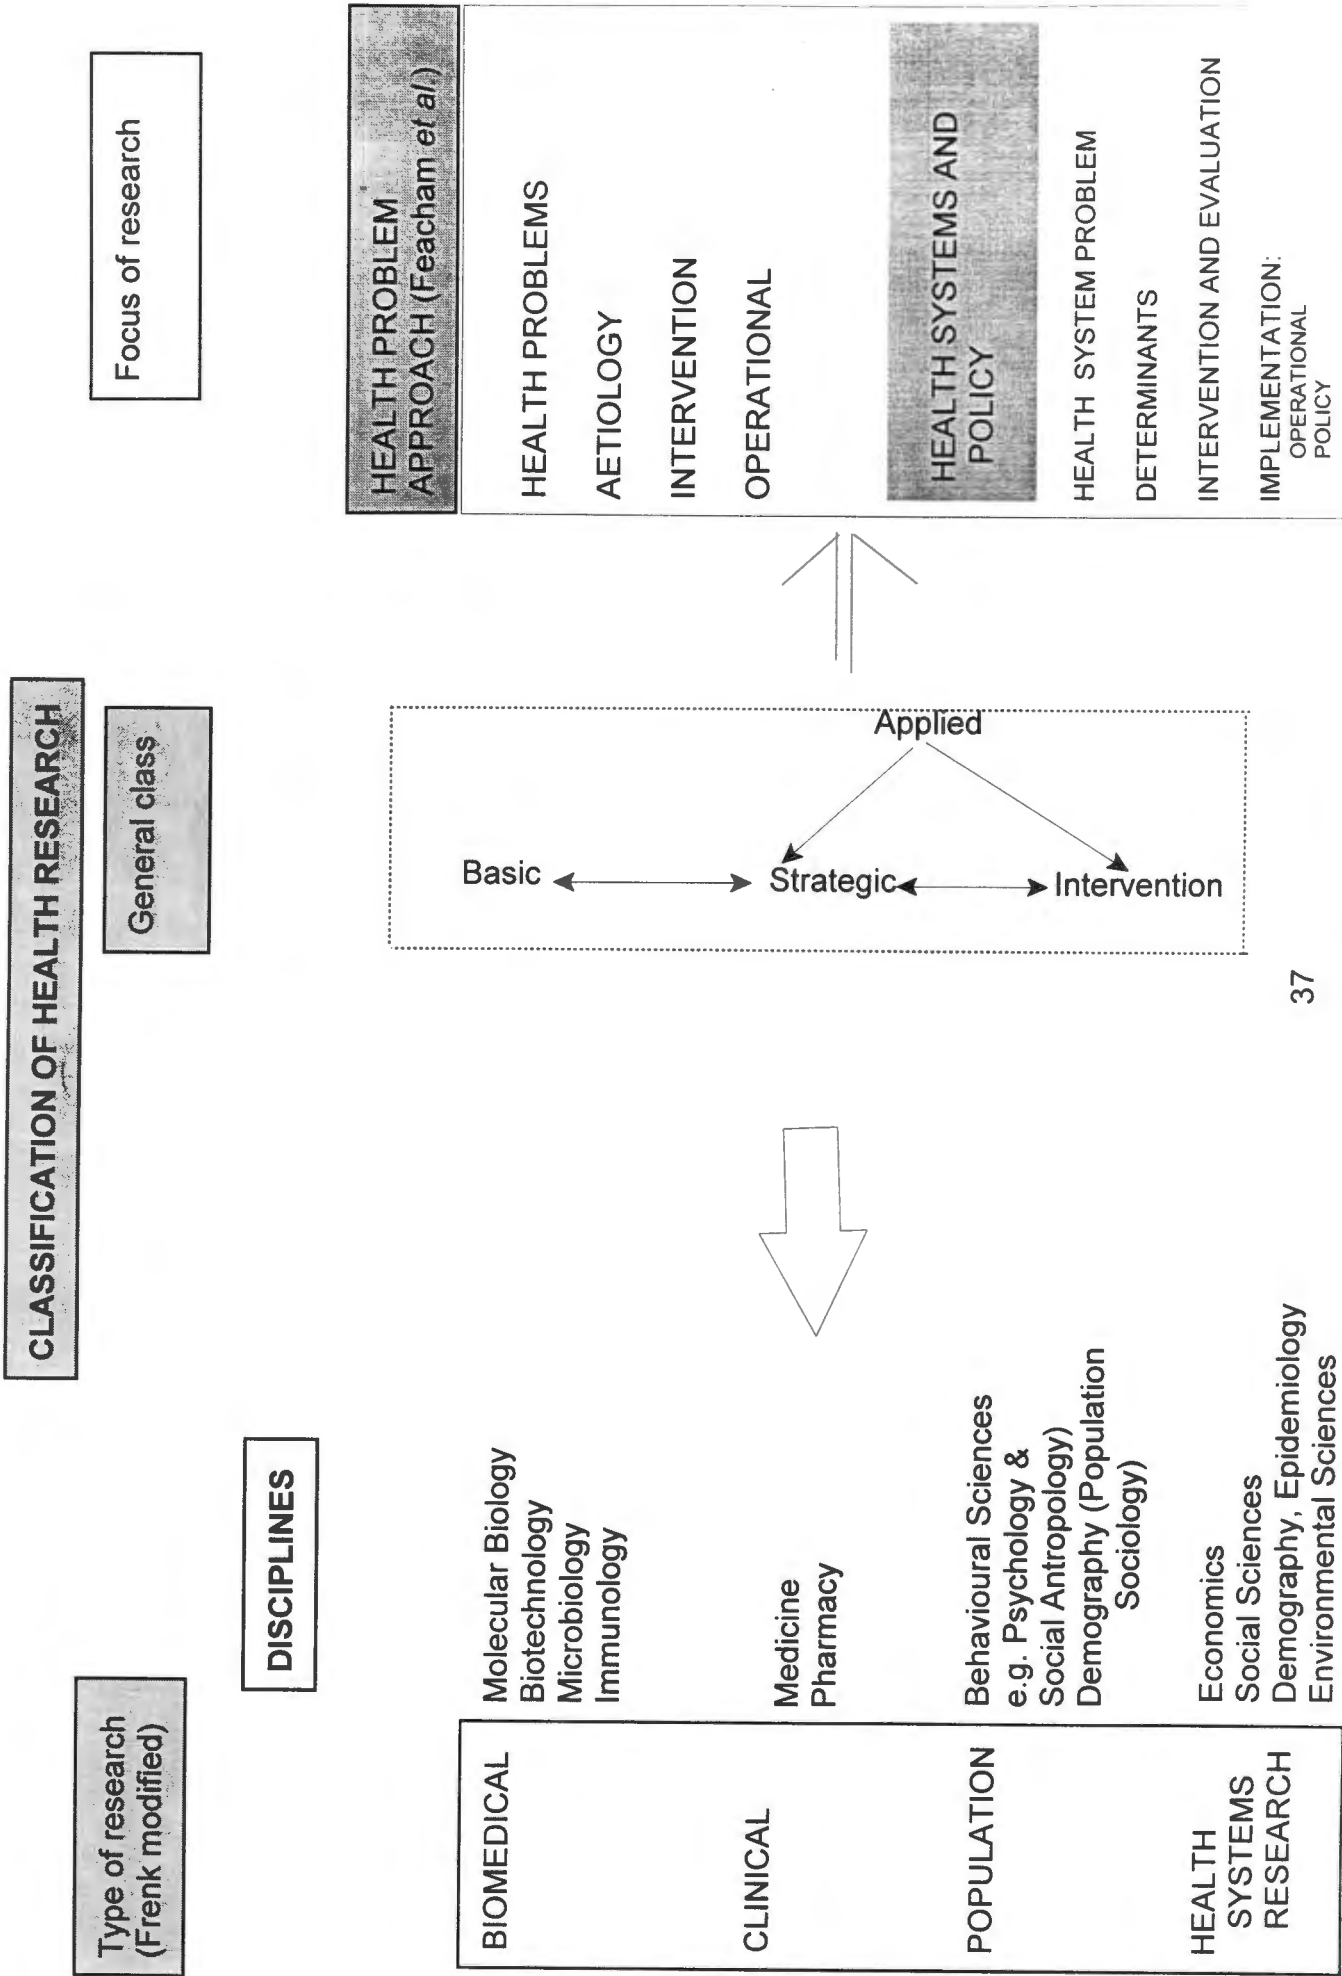 CLASSIFICATION OF HEALTH RESEARCH
Type of research
(Frenk modified)
General class
Focus of research
DISCIPLINES
BIOMEDICAL
Molecular Biology
Biotechnology
Microbiology
Immunology
CLINICAL
Medicine
Pharmacy
POPULATION
Behavioural Sciences
e.g. Psychology &
Social Antropology)
Demography (Population
Sociology)
HEALTH
SYSTEMS
RESEARCH
Economics
Social Sciences
Demography, Epidemiology
Environmental Sciences
Applied
Basic
Strategic
Intervention
HEALTH PROBLEM
APPROACH (Feacham et al.)
HEALTH PROBLEMS
AETIOLOGY
INTERVENTION
OPERATIONAL
HEALTH SYSTEMS AND
POLICY
HEALTH SYSTEM PROBLEM
DETERMINANTS
INTERVENTION AND EVALUATION
IMPLEMENTATION:
OPERATIONAL
POLICY
37